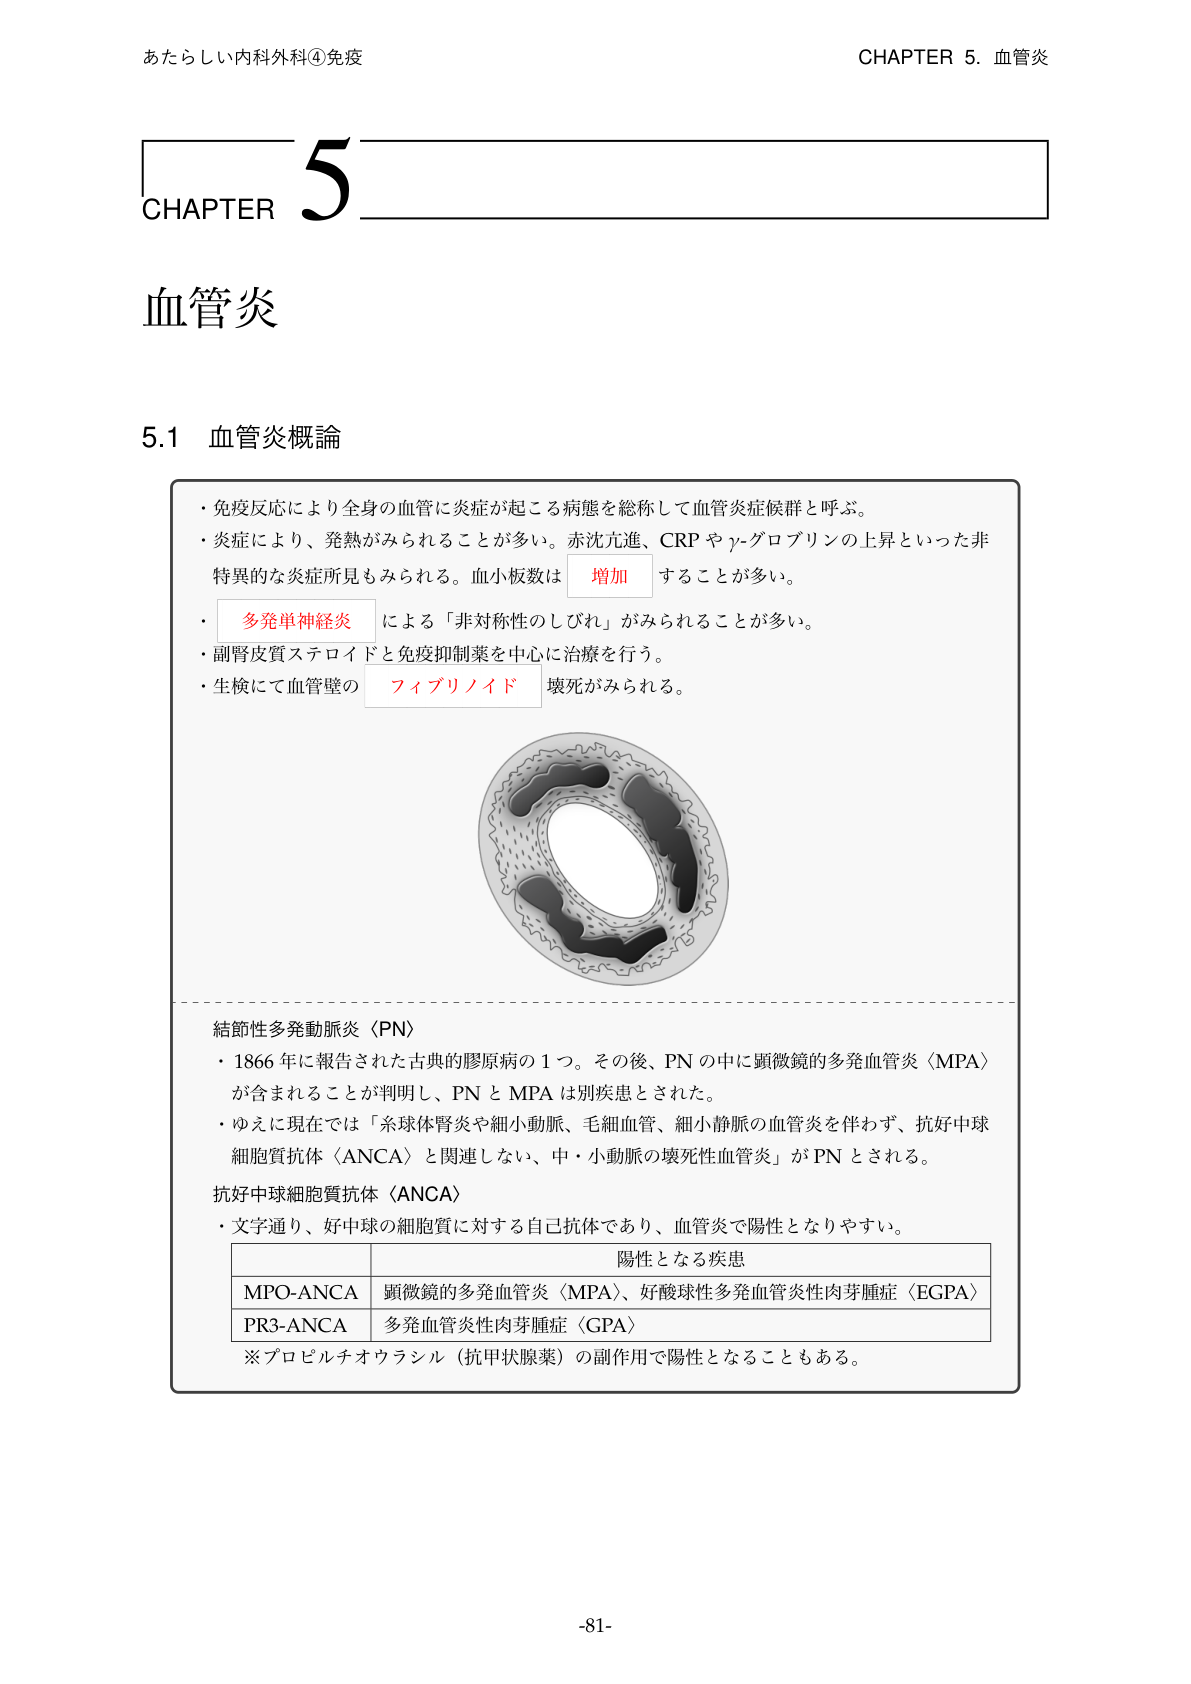 あたらしい内科外科④免疫
CHAPTER 5. 血管炎
CHAPTER 5
血管炎
5.1 血管炎概論
・免疫反応により全身の血管に炎症が起こる病態を総称して血管炎症候群と呼ぶ。
・炎症により、発熱がみられることが多い。赤沈亢進、CRP や γ-グロブリンの上昇といった非
特異的な炎症所見もみられる。血小板数は 増加 することが多い。
・ 多発単神経炎 による「非対称性のしびれ」がみられることが多い。
・副腎皮質ステロイドと免疫抑制薬を中心に治療を行う。
・生検にて血管壁の フィブリノイド 壊死がみられる。
結節性多発動脈炎〈PN〉
・1866 年に報告された古典的膠原病の 1 つ。その後、PN の中に顕微鏡的多発血管炎〈MPA〉
が含まれることが判明し、PN と MPA は別疾患とされた。
・ゆえに現在では「糸球体腎炎や細小動脈、毛細血管、細小静脈の血管炎を伴わず、抗好中球
細胞質抗体〈ANCA〉と関連しない、中・小動脈の壊死性血管炎」が PN とされる。
抗好中球細胞質抗体〈ANCA〉
・文字通り、好中球の細胞質に対する自己抗体であり、血管炎で陽性となりやすい。
陽性となる疾患
MPO-ANCA 顕微鏡的多発血管炎〈MPA〉、好酸球性多発血管炎性肉芽腫症〈EGPA〉
PR3-ANCA 多発血管炎性肉芽腫症〈GPA〉
※プロピルチオウラシル（抗甲状腺薬）の副作用で陽性となることもある。
-81-